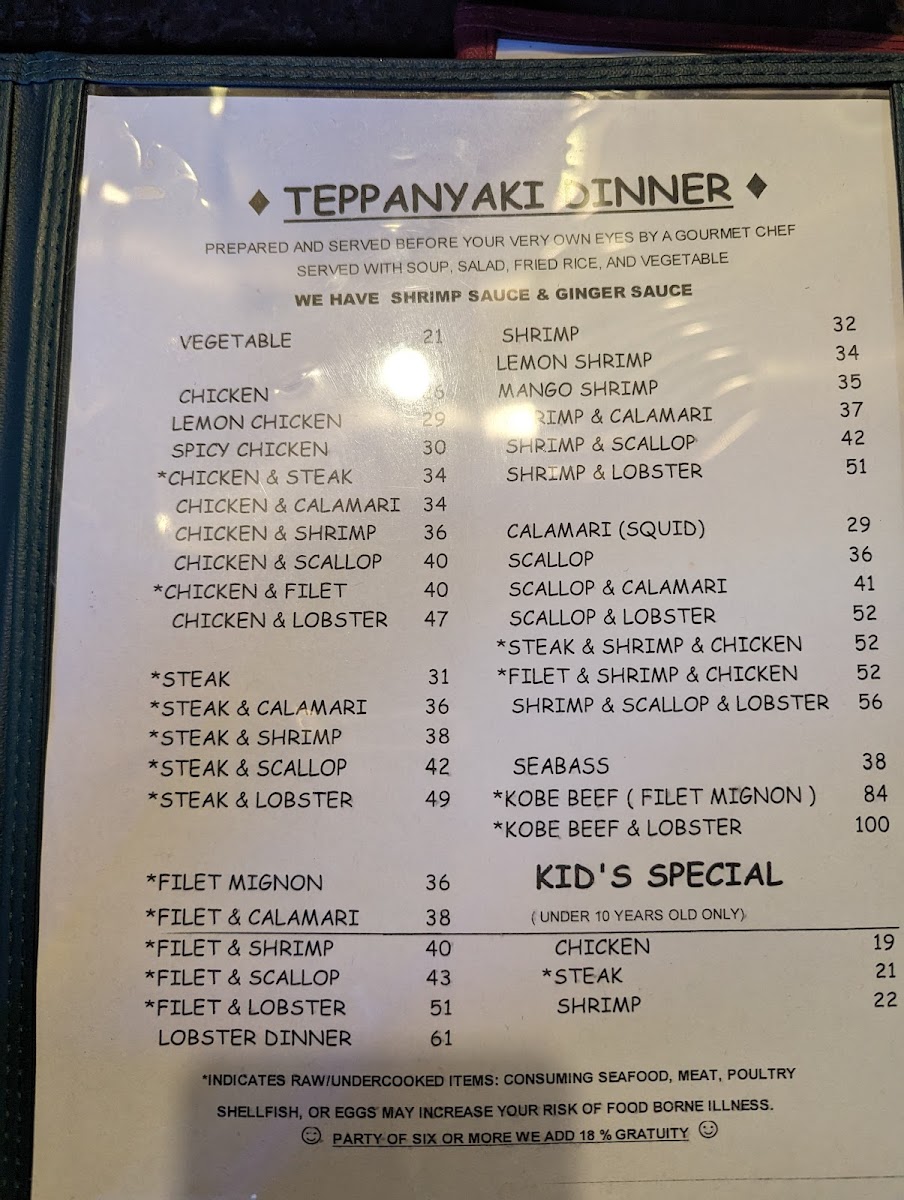 ♦ TEPPANYAKI DINNER ♦
PREPARED AND SERVED BEFORE YOUR VERY OWN EYES BY A GOURMET CHEF
SERVED WITH SOUP, SALAD, FRIED RICE, AND VEGETABLE
WE HAVE SHRIMP SAUCE & GINGER SAUCE
VEGETABLE 21
CHICKEN
LEMON CHICKEN 29
SPICY CHICKEN 30
*CHICKEN & STEAK 34
CHICKEN & CALAMARI 34
CHICKEN & SHRIMP 36
CHICKEN & SCALLOP 40
*CHICKEN & FILET 40
CHICKEN & LOBSTER 47
*STEAK 31
*STEAK & CALAMARI 36
*STEAK & SHRIMP 38
*STEAK & SCALLOP 42
*STEAK & LOBSTER 49
*FILET MIGNON 36
*FILET & CALAMARI 38
*FILET & SHRIMP 40
*FILET & SCALLOP 43
*FILET & LOBSTER 51
LOBSTER DINNER 61
SHRIMP 32
LEMON SHRIMP 34
MANGO SHRIMP 35
SHRIMP & CALAMARI 37
SHRIMP & SCALLOP 42
SHRIMP & LOBSTER 51
CALAMARI (SQUID) 29
SCALLOP 36
SCALLOP & CALAMARI 41
SCALLOP & LOBSTER 52
*STEAK & SHRIMP & CHICKEN 52
*FILET & SHRIMP & CHICKEN 52
SHRIMP & SCALLOP & LOBSTER 56
SEABASS 38
*KOBE BEEF ( FILET MIGNON ) 84
*KOBE BEEF & LOBSTER 100
KID'S SPECIAL
( UNDER 10 YEARS OLD ONLY)
CHICKEN 19
*STEAK 21
SHRIMP 22
*INDICATES RAW/UNDERCOOKED ITEMS: CONSUMING SEAFOOD, MEAT, POULTRY
SHELLFISH, OR EGGS MAY INCREASE YOUR RISK OF FOOD BORNE ILLNESS.
☺ PARTY OF SIX OR MORE WE ADD 18 % GRATUITY ☺